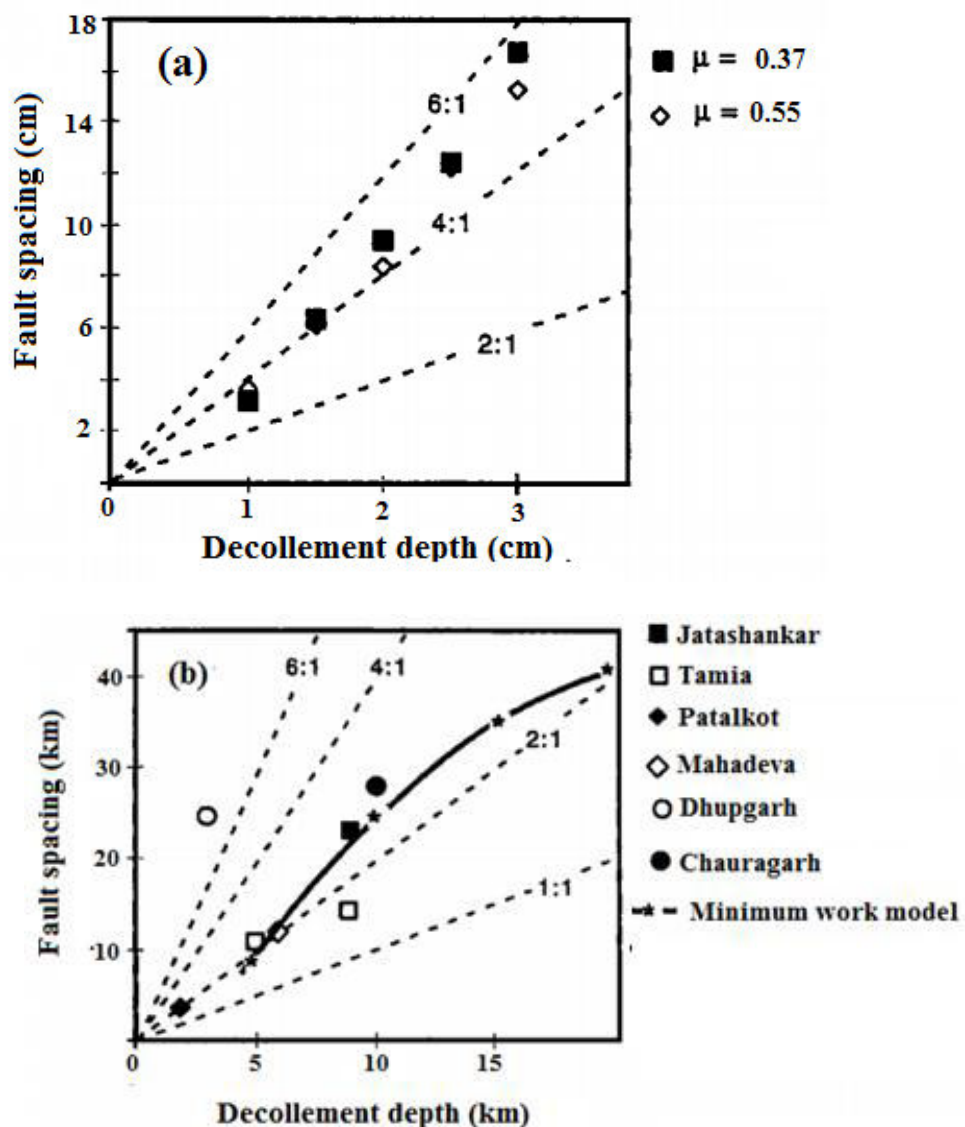 18
(a)
μ = 0.37
μ = 0.55
6:1
14
Fault spacing (cm)
10
4:1
6
2:1
2
0
1
2
3
Decollement depth (cm)
(b)
6:1
4:1
40
Jatashankar
Tamia
Patalkot
Mahadeva
Dhupgarh
Chauragarh
Minimum work model
2:1
30
Fault spacing (km)
20
1:1
10
0
5
10
15
Decollement depth (km)